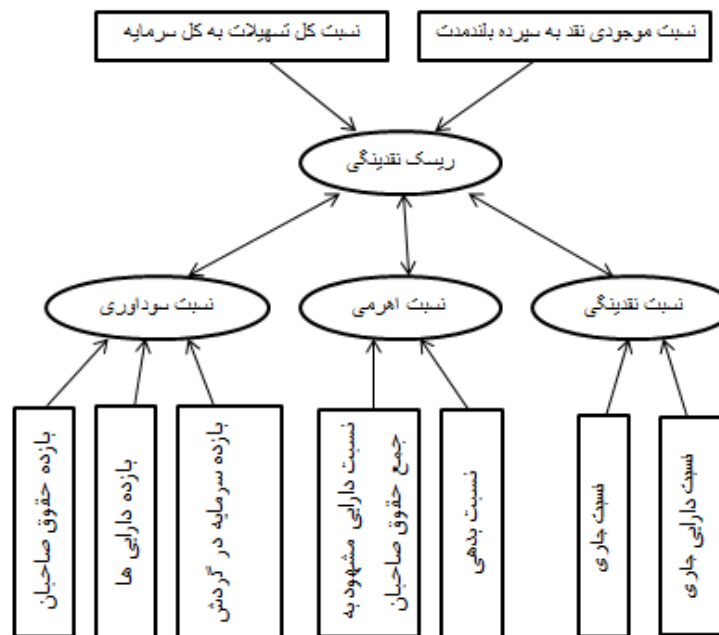 نسبت موجودی نقد به سپرده بلندمدت
نسبت کل تسهیلات به کل سرمایه
ریسک نقدینگی
نسبت نقدینگی
نسبت اهرمی
نسبت سوداوری
نسبت دارایی جاری
نسبت جاری
نسبت بدهی
نسبت دارایی مشهود به
جمع حقوق صاحبان
بازده سرمایه در گردش
بازده دارایی ها
بازده حقوق صاحبان